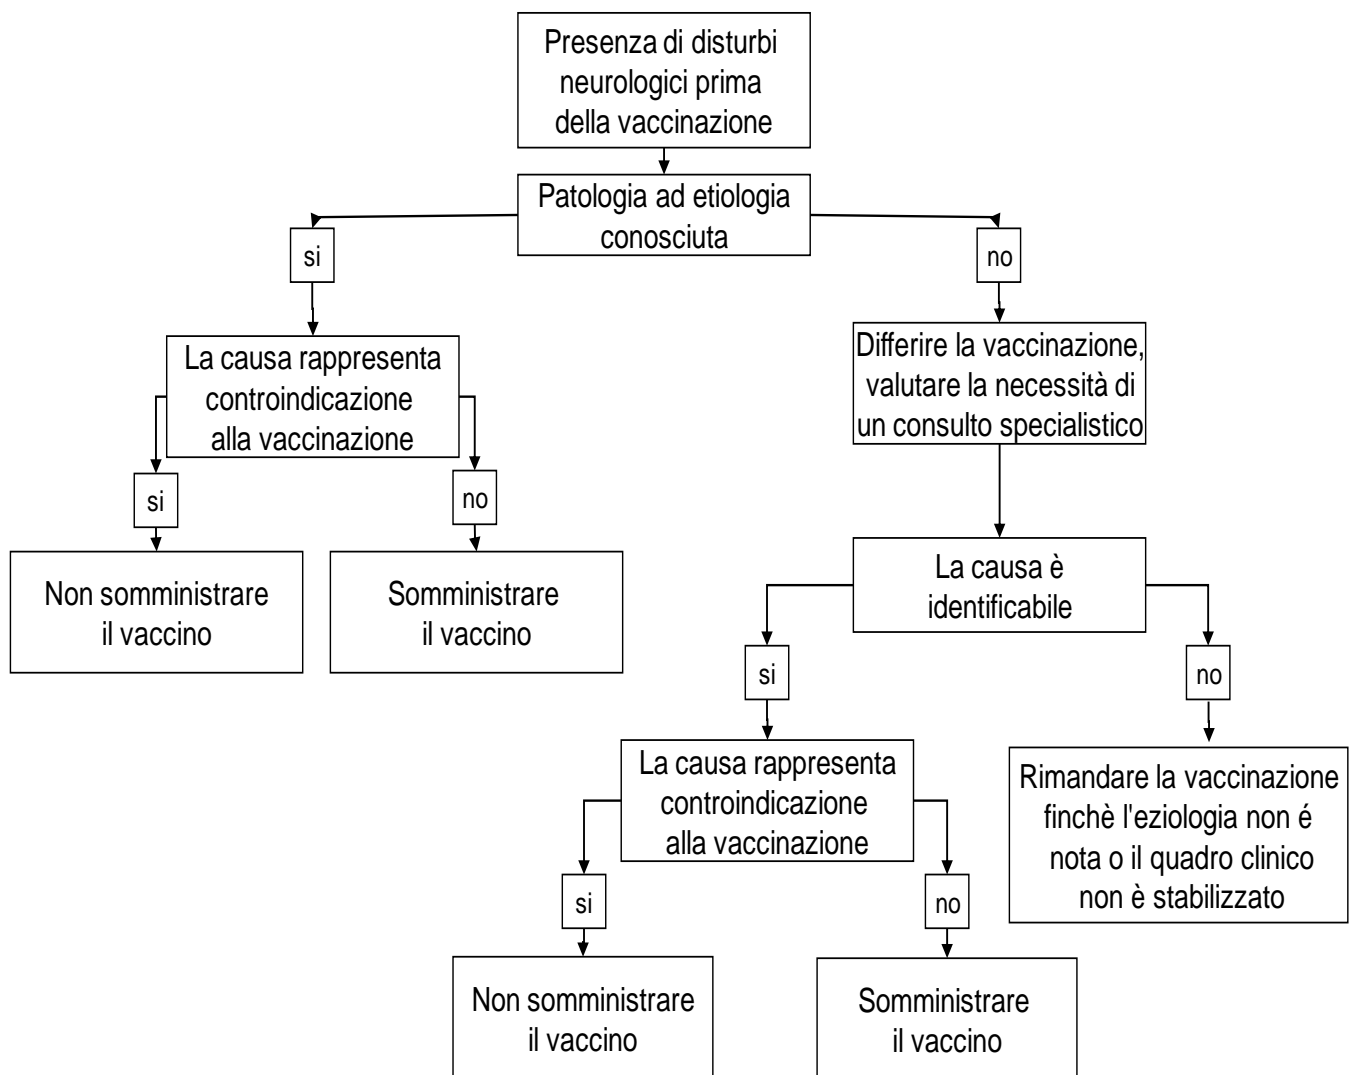 Presenza di disturbi
neurologici prima
della vaccinazione
Patologia ad etiologia
conosciuta
si
no
La causa rappresenta
controindicazione
alla vaccinazione
Differire la vaccinazione,
valutare la necessità di
un consulto specialistico
si
no
Non somministrare
il vaccino
Somministrare
il vaccino
La causa è
identificabile
si
no
La causa rappresenta
controindicazione
alla vaccinazione
Rimandare la vaccinazione
finchè l'eziologia non é
nota o il quadro clinico
non è stabilizzato
si
no
Non somministrare
il vaccino
Somministrare
il vaccino